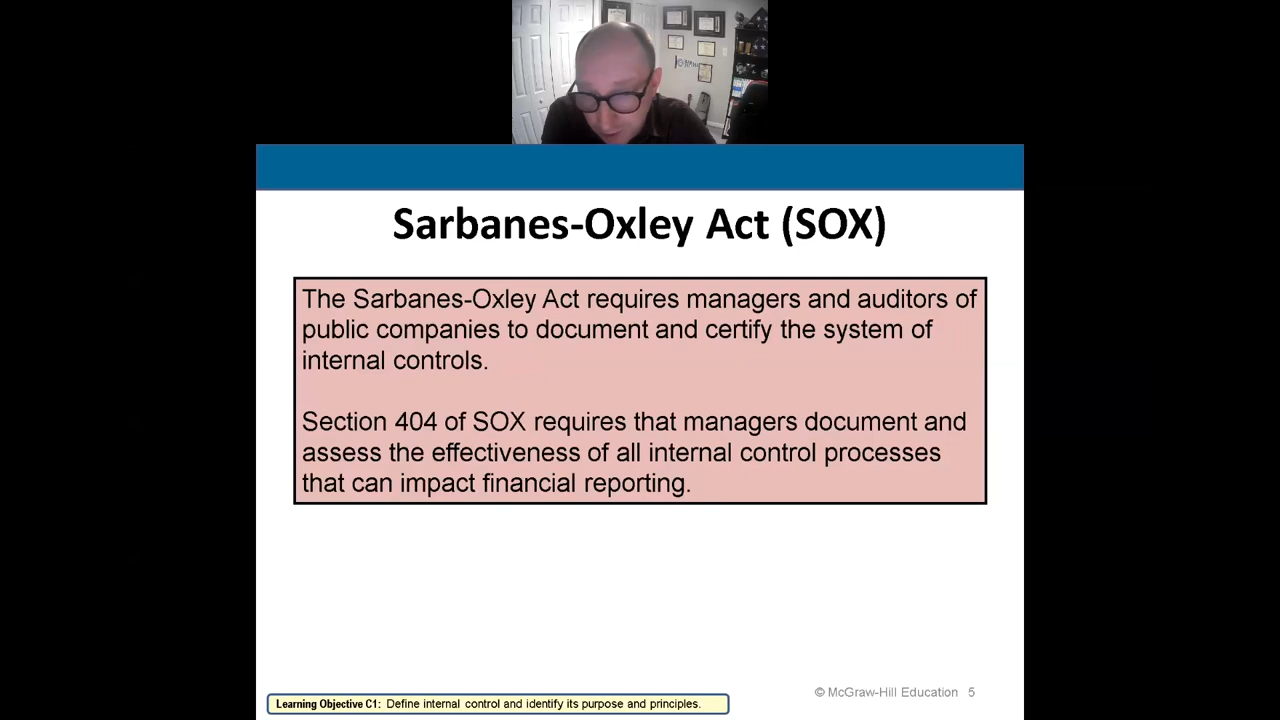 Sarbanes-Oxley Act (SOX)
The Sarbanes-Oxley Act requires managers and auditors of
public companies to document and certify the system of
internal controls.
Section 404 of SOX requires that managers document and
assess the effectiveness of all internal control processes
that can impact financial reporting.
© McGraw-Hill Education 5
Learning Objective C1: Define internal control and identify its purpose and principles.